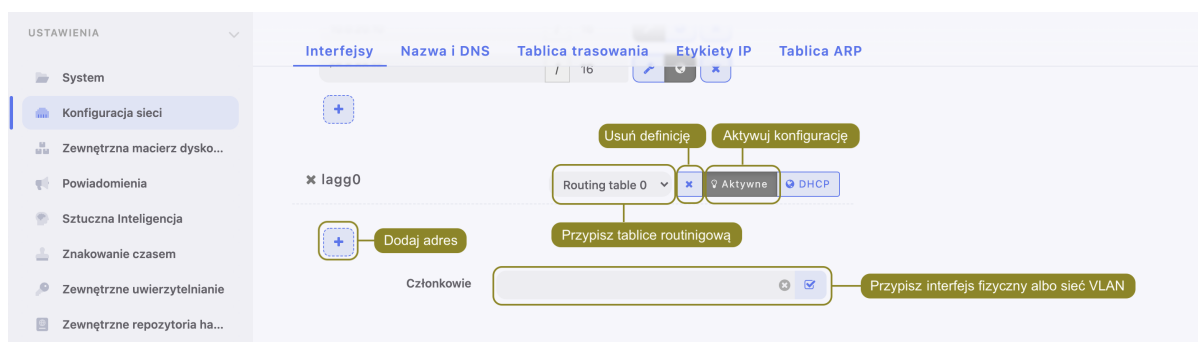 USTAWIENIA
System
Konfiguracja sieci
Zewnętrzna macierz dysko...
Powiadomienia
Sztuczna Inteligencja
Znakowanie czasem
Zewnętrzne uwierzytelnianie
Zewnętrzne repozytoria ha...
Interfejsy Nazwa i DNS Tablica trasowania Etykiety IP Tablica ARP
/ 16
+
Usuń definicję Aktywuj konfigurację
lagg0 Routing table 0 Aktywne DHCP
Przypisz tablice routinigową
+ Dodaj adres
Członkowie Przypisz interfejs fizyczny albo sieć VLAN